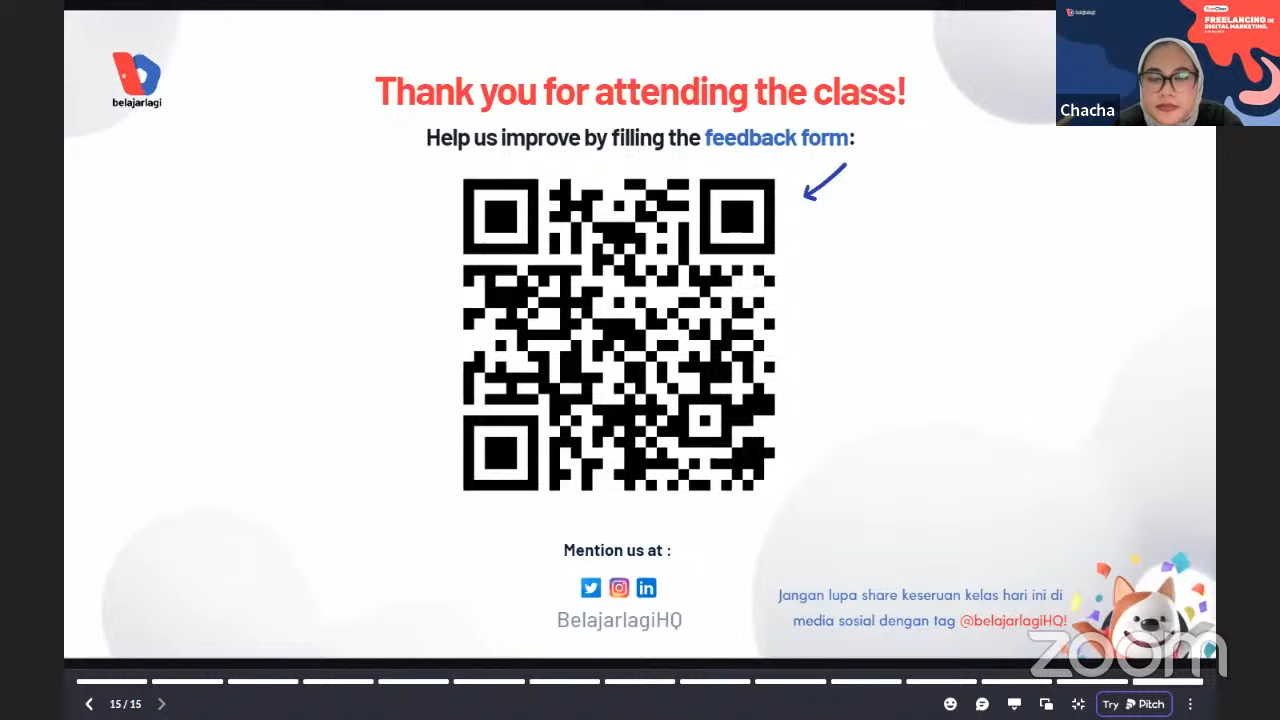 belajarlagi
Thank you for attending the class!
Help us improve by filling the feedback form:
Mention us at :
BelajarlagiHQ
Jangan lupa share keseruan kelas hari ini di
media sosial dengan tag @belajarlagiHQ!
zoom
belajarlagi
FREELANCING IN
DIGITAL MARKETING.
Chacha
15 / 15
Try Pitch